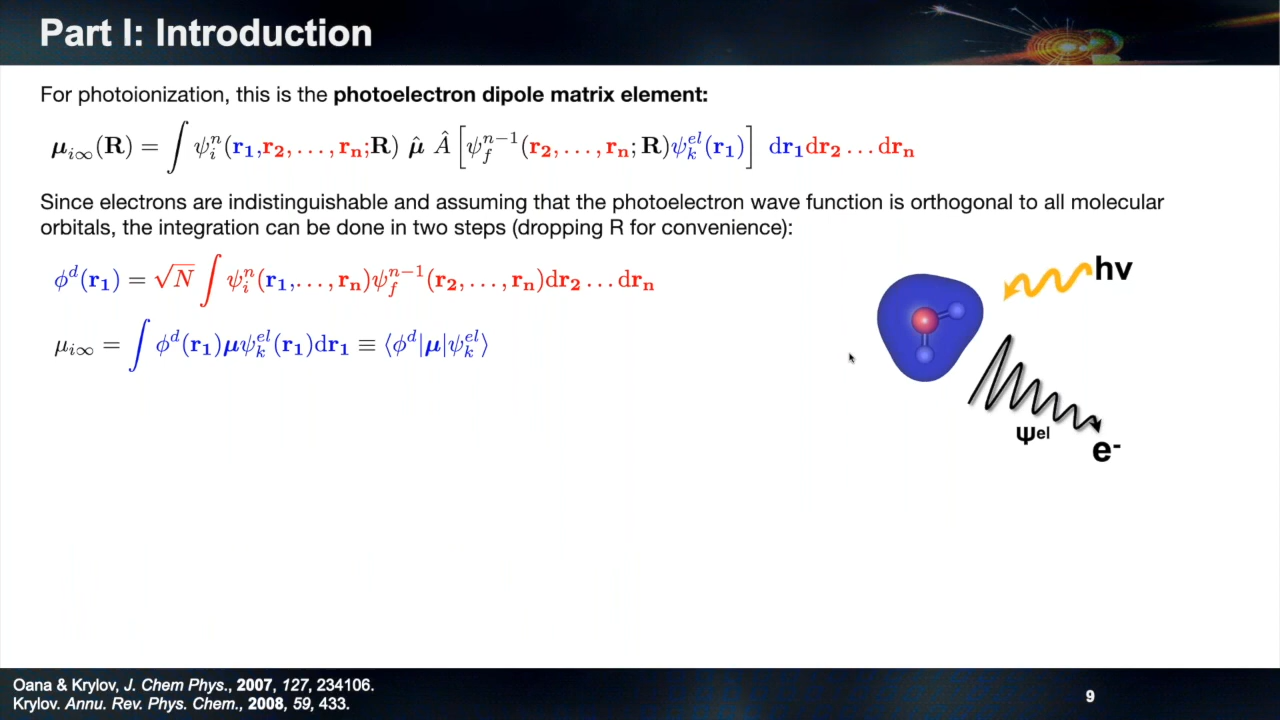 Part I: Introduction
For photoionization, this is the photoelectron dipole matrix element:
μ_{i∞}(R) = ∫ ψ_i^n(r₁,r₂,...,r_n;R) μ̂ Â [ψ_f^{n-1}(r₂,...,r_n;R)ψ_k^{el}(r₁)] dr₁dr₂...dr_n
Since electrons are indistinguishable and assuming that the photoelectron wave function is orthogonal to all molecular
orbitals, the integration can be done in two steps (dropping R for convenience):
φ^d(r₁) = √N ∫ ψ_i^n(r₁,...,r_n)ψ_f^{n-1}(r₂,...,r_n)dr₂...dr_n
μ_{i∞} = ∫ φ^d(r₁)μψ_k^{el}(r₁)dr₁ ≡ ⟨φ^d|μ|ψ_k^{el}⟩
hν
Ψ^{el}
e⁻
Oana & Krylov, J. Chem Phys., 2007, 127, 234106.
Krylov. Annu. Rev. Phys. Chem., 2008, 59, 433.
9